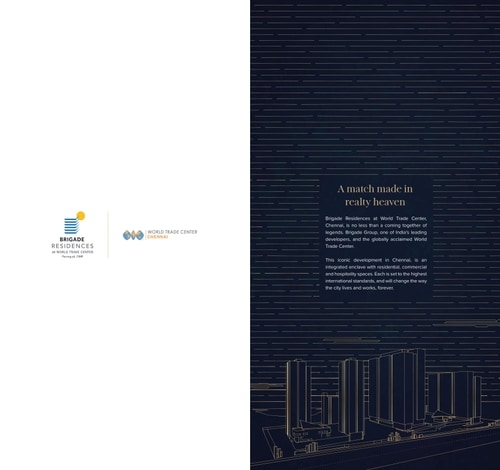 BRIGADE
RESIDENCES
at WORLD TRADE CENTER
WORLD TRADE CENTER
CHENNAI
A match made in
realty heaven
Brigade Residences at World Trade Center,
Chennai, is no less than a coming together of
legends. Brigade Group, one of India's leading
developers, and the globally acclaimed World
Trade Center.
This iconic development in Chennai, is an
integrated enclave with residential, commercial
and hospitality spaces. Each is set to the highest
international standards, and will change the way
the city lives and works, forever.